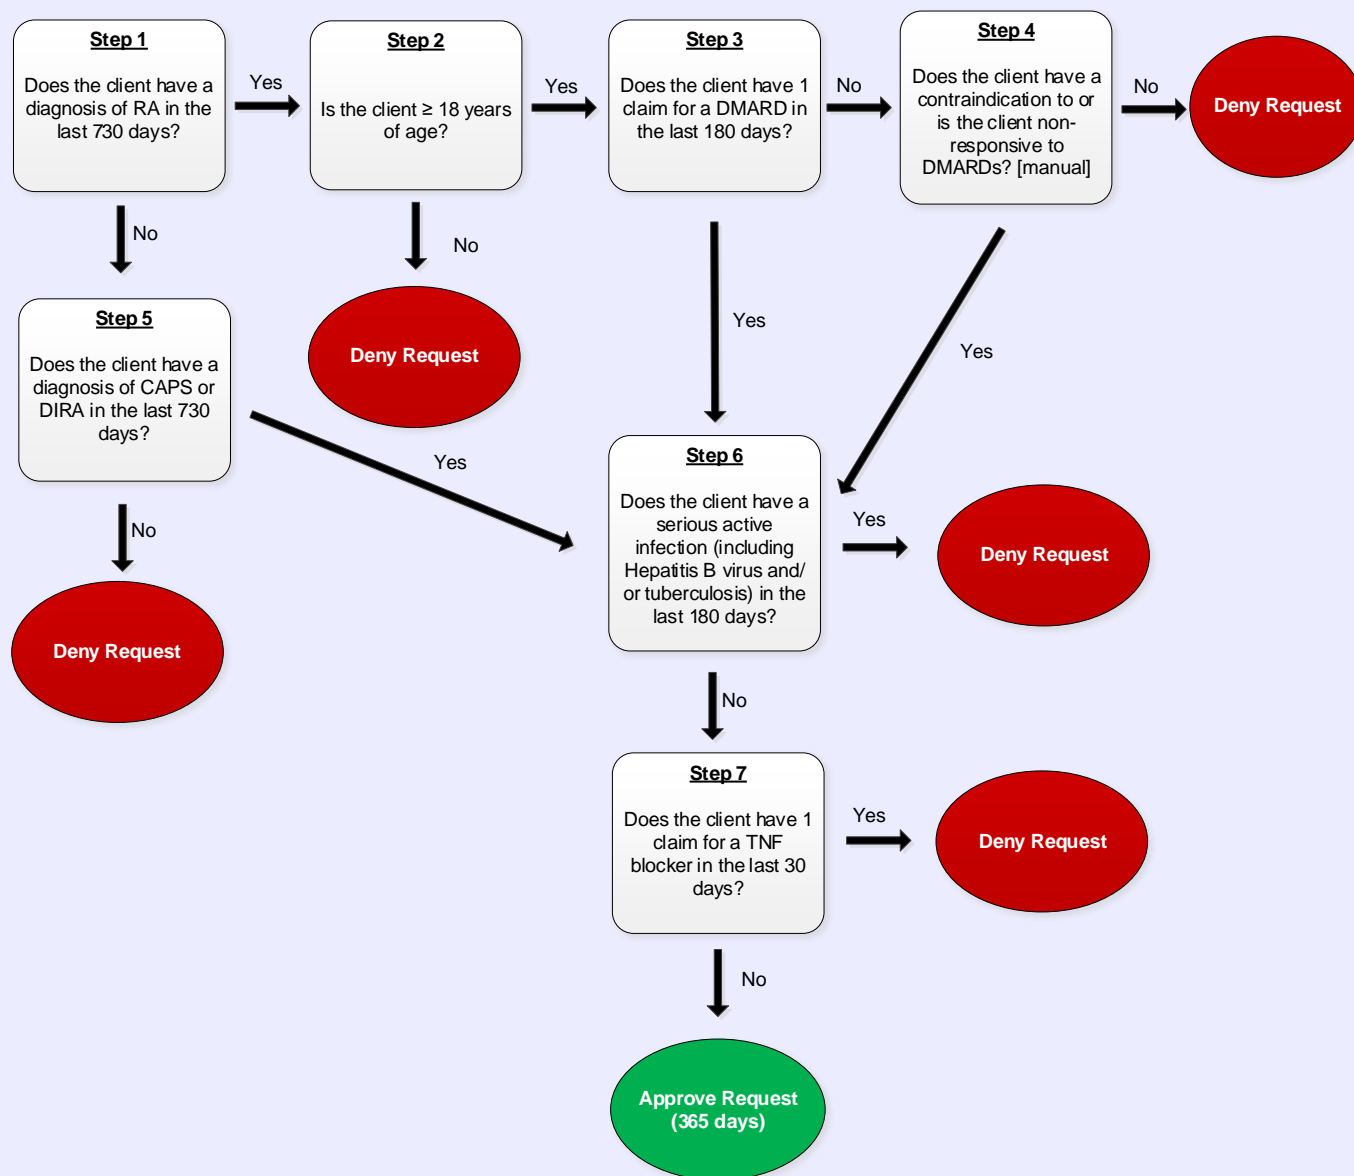 Step 1
Does the client have a
diagnosis of RA in the
last 730 days?
Yes
Step 2
Is the client ≥ 18 years
of age?
Yes
Step 3
Does the client have 1
claim for a DMARD in
the last 180 days?
No
Step 4
Does the client have a
contraindication to or
is the client non-
responsive to
DMARDs? [manual]
No
Deny Request
No
No
Deny Request
Yes
Yes
Step 5
Does the client have a
diagnosis of CAPS or
DIRA in the last 730
days?
Yes
No
Deny Request
Step 6
Does the client have a
serious active
infection (including
Hepatitis B virus and/
or tuberculosis) in the
last 180 days?
Yes
Deny Request
No
Step 7
Does the client have 1
claim for a TNF
blocker in the last 30
days?
Yes
Deny Request
No
Approve Request
(365 days)